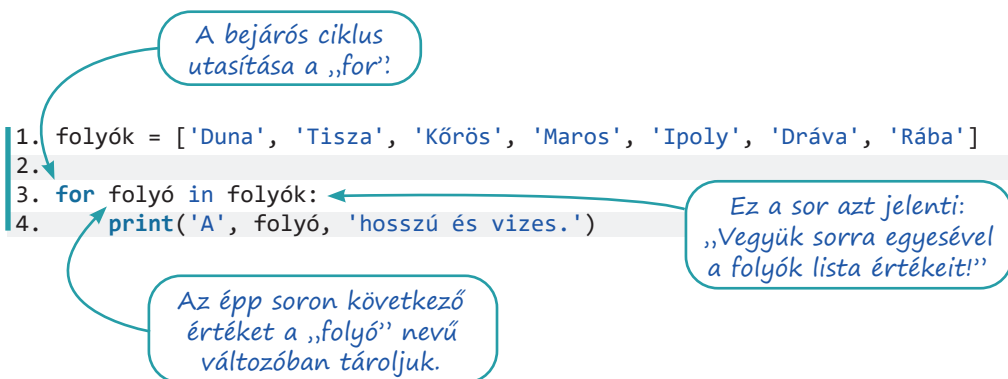 A bejárós ciklus
utasítása a „for”!
1. folyók = ['Duna', 'Tisza', 'Kőrös', 'Maros', 'Ipoly', 'Dráva', 'Rába']
2.
3. for folyó in folyók:
4.     print('A', folyó, 'hosszú és vizes.')
Ez a sor azt jelenti:
„Vegyük sorra egyesével
a folyók lista értékeit!”
Az épp soron következő
értéket a „folyó” nevű
változóban tároljuk.